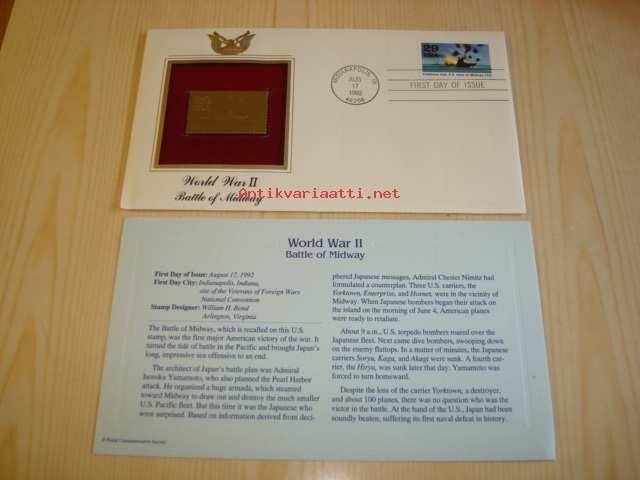 INDIANAPOLIS, IN
AUG
17
1992
46206
29
USA
FIRST DAY OF ISSUE
29
World War II
Battle of Midway
Antikvariaatti.net
World War II
Battle of Midway
First Day of Issue: August 17, 1992
First Day City: Indianapolis, Indiana,
site of the Veterans of Foreign Wars
National Convention
Stamp Designer: William H. Bond
Arlington, Virginia
The Battle of Midway, which is recalled on this U.S.
stamp, was the first major American victory of the war. It
turned the tide of battle in the Pacific and brought Japan's
long, impressive sea offensive to an end.
The architect of Japan's battle plan was Admiral
Isoroku Yamamoto, who also planned the Pearl Harbor
attack. He organized a huge armada, which steamed
toward Midway to draw out and destroy the much smaller
U.S. Pacific fleet. But this time it was the Japanese who
were surprised. Based on information derived from deci-
phered Japanese messages, Admiral Chester Nimitz had
formulated a counterplan. Three U.S. carriers, the
Yorktown, Enterprise, and Hornet, were in the vicinity of
Midway. When Japanese bombers began their attack on
the island on the morning of June 4, American planes
were ready to retaliate.
About 9 a.m., U.S. torpedo bombers roared over the
Japanese fleet. Next came dive bombers, swooping down
on the enemy flattops. In a matter of minutes, the Japanese
carriers Soryu, Kaga, and Akagi were sunk. A fourth car-
rier, the Hiryu, was sunk later that day. Yamamoto was
forced to turn homeward.
Despite the loss of the carrier Yorktown, a destroyer,
and about 100 planes, there was no question who was the
victor in the battle. At the hand of the U.S., Japan had been
soundly beaten, suffering its first naval defeat in history.
© Postal Commemorative Society